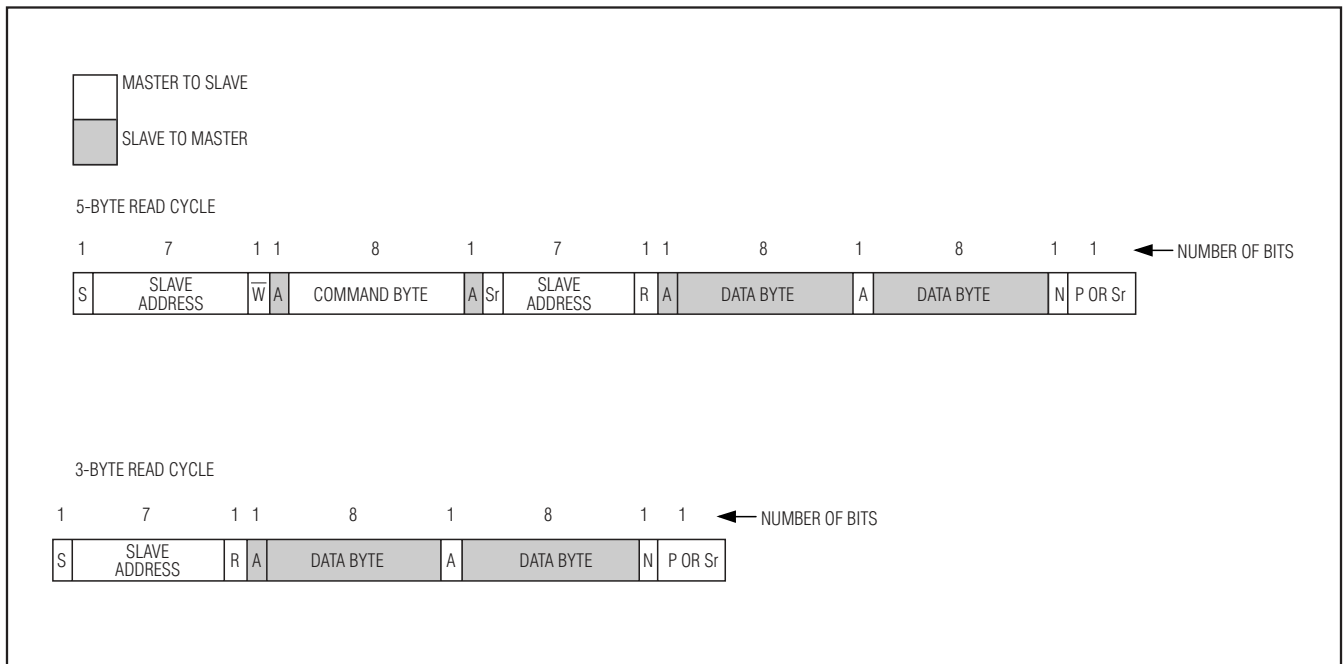 MASTER TO SLAVE
SLAVE TO MASTER
5-BYTE READ CYCLE
1 7 1 1 8 1 7 1 1 8 1 8 1 1 NUMBER OF BITS
S SLAVE ADDRESS W̅ A COMMAND BYTE A Sr SLAVE ADDRESS R A DATA BYTE A DATA BYTE N P OR Sr
3-BYTE READ CYCLE
1 7 1 1 8 1 8 1 1 NUMBER OF BITS
S SLAVE ADDRESS R A DATA BYTE A DATA BYTE N P OR Sr